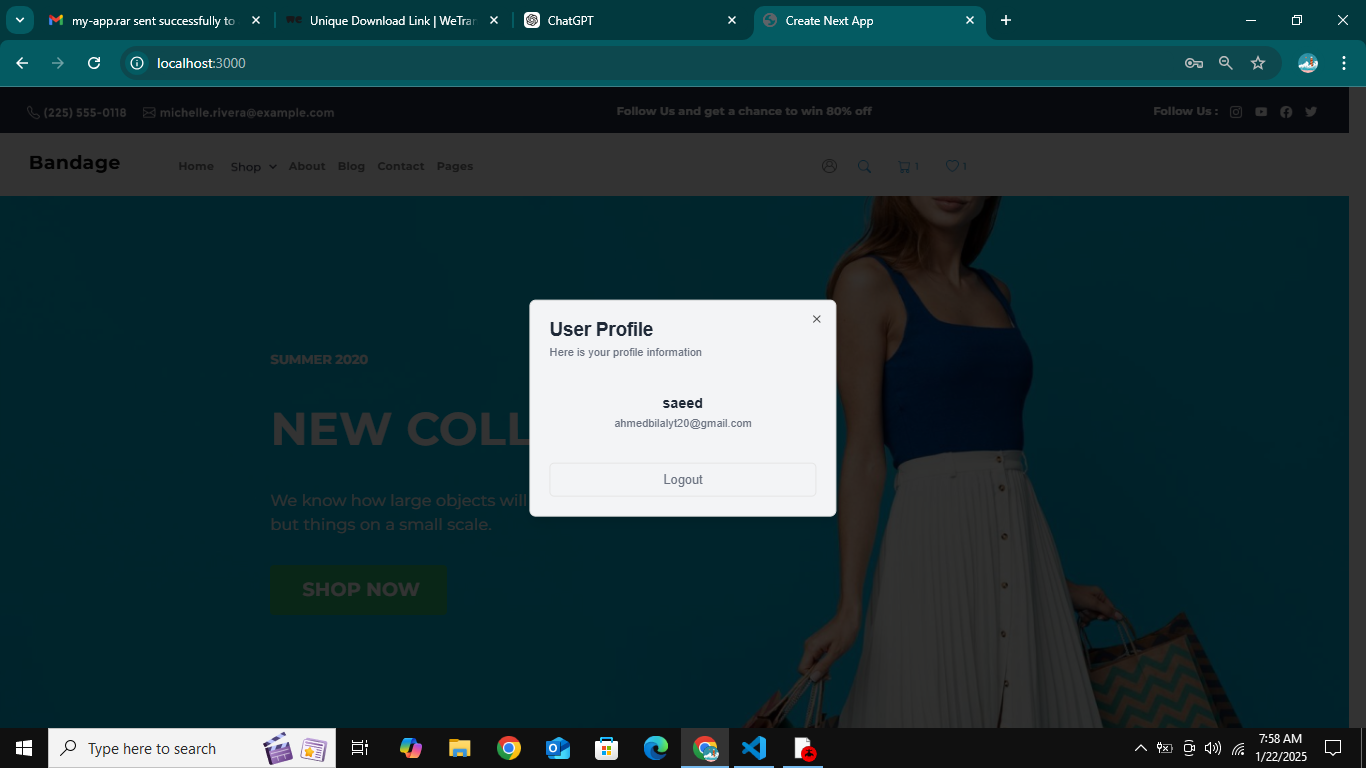 my-app.rar sent successfully to
Unique Download Link | WeTran
ChatGPT
Create Next App
localhost:3000
(225) 555-0118
michelle.rivera@example.com
Follow Us and get a chance to win 80% off
Follow Us :
Bandage
Home
Shop
About
Blog
Contact
Pages
1
1
User Profile
Here is your profile information
saeed
ahmedbilalyt20@gmail.com
Logout
SUMMER 2020
NEW COLL
We know how large objects will
but things on a small scale.
SHOP NOW
Type here to search
7:58 AM
1/22/2025